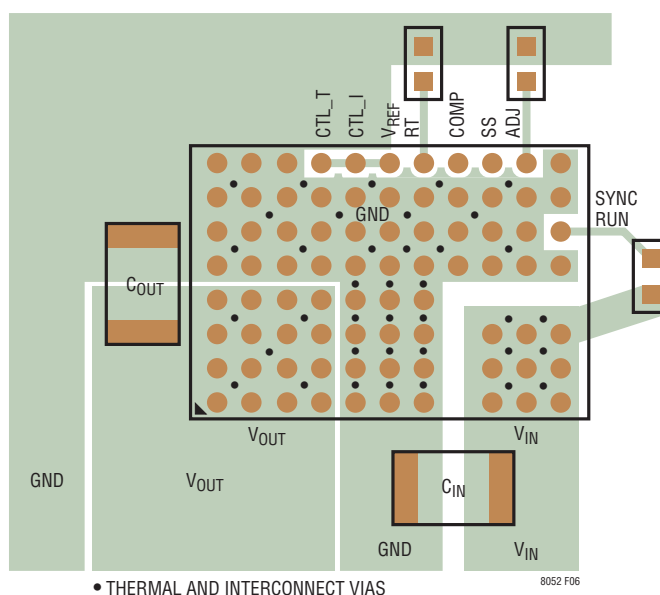 CTL_T
CTL_I
VREF
RT
COMP
SS
ADJ
SYNC
RUN
GND
COUT
VOUT
VIN
GND
VOUT
CIN
GND
VIN
• THERMAL AND INTERCONNECT VIAS
8052 F06